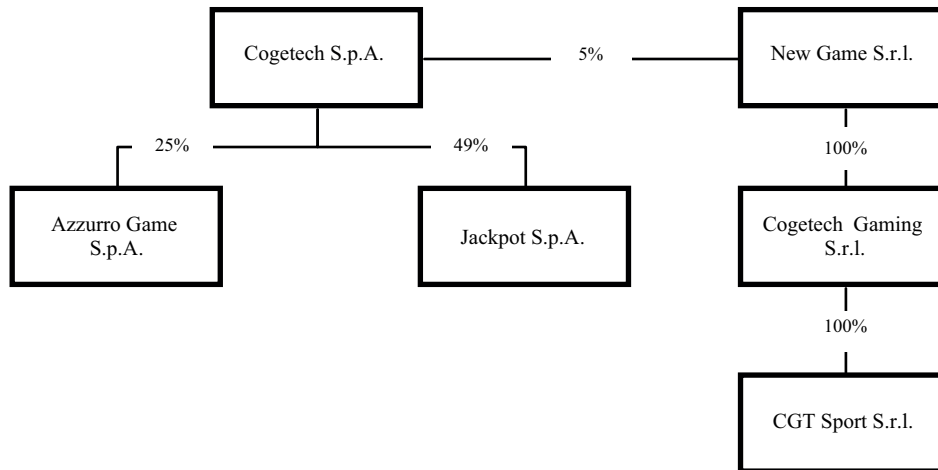 Cogetech S.p.A.
5%
New Game S.r.l.
25%
49%
100%
Azzurro Game
S.p.A.
Jackpot S.p.A.
Cogetech Gaming
S.r.l.
100%
CGT Sport S.r.l.